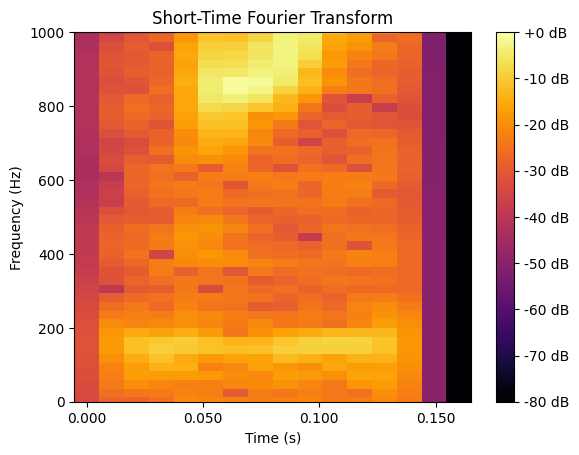 Short-Time Fourier Transform
1000
800
600
400
200
0
Frequency (Hz)
0.000
0.050
0.100
0.150
Time (s)
+0 dB
-10 dB
-20 dB
-30 dB
-40 dB
-50 dB
-60 dB
-70 dB
-80 dB